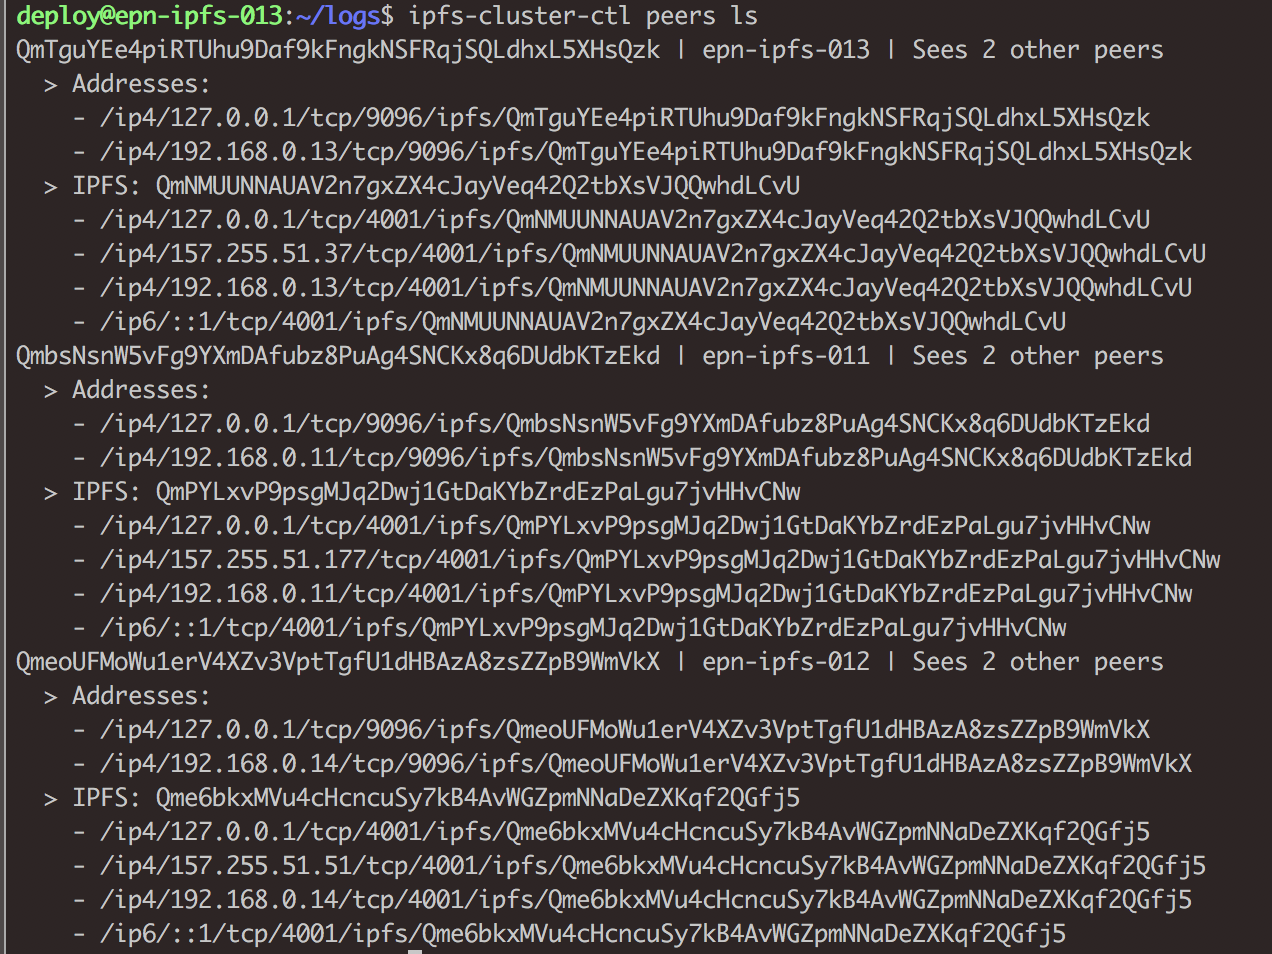 deploy@epn-ipfs-013:~/logs$ ipfs-cluster-ctl peers ls
QmTguYEe4piRTUhu9Daf9kFngkNSFRqjSQLdhxL5XHsQzk | epn-ipfs-013 | Sees 2 other peers
  > Addresses:
    - /ip4/127.0.0.1/tcp/9096/ipfs/QmTguYEe4piRTUhu9Daf9kFngkNSFRqjSQLdhxL5XHsQzk
    - /ip4/192.168.0.13/tcp/9096/ipfs/QmTguYEe4piRTUhu9Daf9kFngkNSFRqjSQLdhxL5XHsQzk
  > IPFS: QmNMUUNNAUAV2n7gxZX4cJayVeq42Q2tbXsVJQQwhdLCvU
    - /ip4/127.0.0.1/tcp/4001/ipfs/QmNMUUNNAUAV2n7gxZX4cJayVeq42Q2tbXsVJQQwhdLCvU
    - /ip4/157.255.51.37/tcp/4001/ipfs/QmNMUUNNAUAV2n7gxZX4cJayVeq42Q2tbXsVJQQwhdLCvU
    - /ip4/192.168.0.13/tcp/4001/ipfs/QmNMUUNNAUAV2n7gxZX4cJayVeq42Q2tbXsVJQQwhdLCvU
    - /ip6/::1/tcp/4001/ipfs/QmNMUUNNAUAV2n7gxZX4cJayVeq42Q2tbXsVJQQwhdLCvU
QmbsNsnW5vFg9YXmDAfubz8PuAg4SNCKx8q6DUdbKTzEkd | epn-ipfs-011 | Sees 2 other peers
  > Addresses:
    - /ip4/127.0.0.1/tcp/9096/ipfs/QmbsNsnW5vFg9YXmDAfubz8PuAg4SNCKx8q6DUdbKTzEkd
    - /ip4/192.168.0.11/tcp/9096/ipfs/QmbsNsnW5vFg9YXmDAfubz8PuAg4SNCKx8q6DUdbKTzEkd
  > IPFS: QmPYLxvP9psgMJq2Dwj1GtDaKYbZrdEzPaLgu7jvHHvCNw
    - /ip4/127.0.0.1/tcp/4001/ipfs/QmPYLxvP9psgMJq2Dwj1GtDaKYbZrdEzPaLgu7jvHHvCNw
    - /ip4/157.255.51.177/tcp/4001/ipfs/QmPYLxvP9psgMJq2Dwj1GtDaKYbZrdEzPaLgu7jvHHvCNw
    - /ip4/192.168.0.11/tcp/4001/ipfs/QmPYLxvP9psgMJq2Dwj1GtDaKYbZrdEzPaLgu7jvHHvCNw
    - /ip6/::1/tcp/4001/ipfs/QmPYLxvP9psgMJq2Dwj1GtDaKYbZrdEzPaLgu7jvHHvCNw
QmeoUFMoWu1erV4XZv3VptTgfU1dHBAzA8zsZZpB9WmVkX | epn-ipfs-012 | Sees 2 other peers
  > Addresses:
    - /ip4/127.0.0.1/tcp/9096/ipfs/QmeoUFMoWu1erV4XZv3VptTgfU1dHBAzA8zsZZpB9WmVkX
    - /ip4/192.168.0.14/tcp/9096/ipfs/QmeoUFMoWu1erV4XZv3VptTgfU1dHBAzA8zsZZpB9WmVkX
  > IPFS: Qme6bkxMVu4cHcncuSy7kB4AvWGZpmNNaDeZXKqf2QGfj5
    - /ip4/127.0.0.1/tcp/4001/ipfs/Qme6bkxMVu4cHcncuSy7kB4AvWGZpmNNaDeZXKqf2QGfj5
    - /ip4/157.255.51.51/tcp/4001/ipfs/Qme6bkxMVu4cHcncuSy7kB4AvWGZpmNNaDeZXKqf2QGfj5
    - /ip4/192.168.0.14/tcp/4001/ipfs/Qme6bkxMVu4cHcncuSy7kB4AvWGZpmNNaDeZXKqf2QGfj5
    - /ip6/::1/tcp/4001/ipfs/Qme6bkxMVu4cHcncuSy7kB4AvWGZpmNNaDeZXKqf2QGfj5